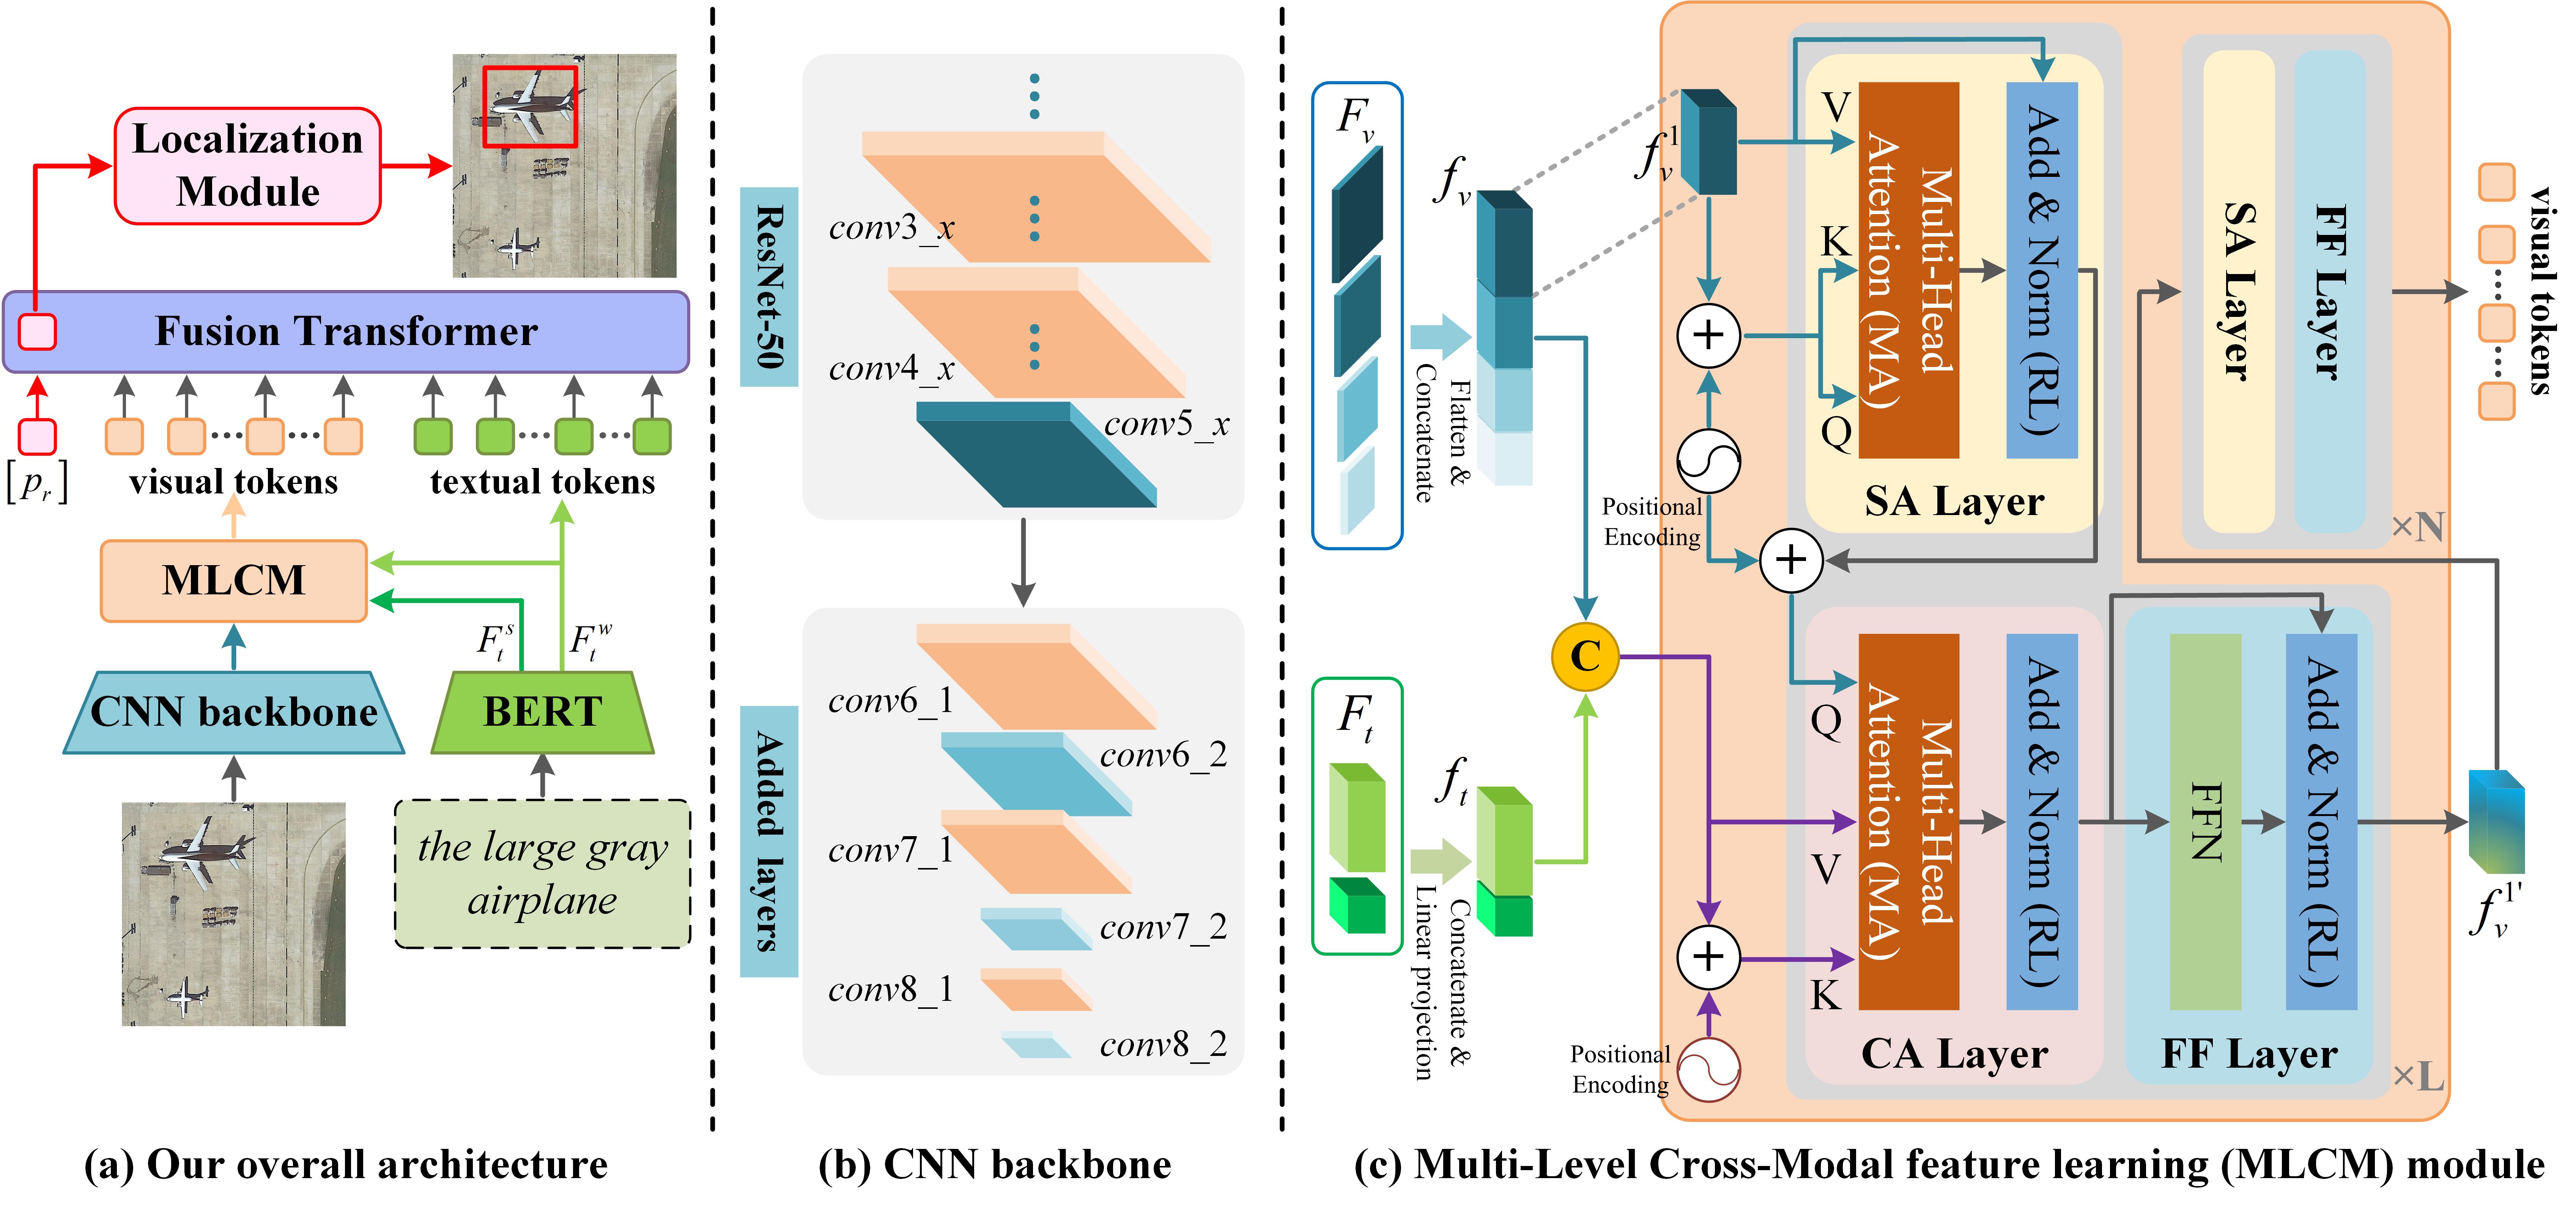 Localization
Module
Fusion Transformer
[p_r]
visual tokens
textual tokens
MLCM
F_t^s
F_t^w
CNN backbone
BERT
the large gray
airplane
(a) Our overall architecture
ResNet-50
conv3_x
conv4_x
conv5_x
Added layers
conv6_1
conv6_2
conv7_1
conv7_2
conv8_1
conv8_2
(b) CNN backbone
F_v
f_v
Flatten &
Concatenate
F_t
f_t
Concatenate &
Linear projection
C
f_v^1
+
Positional
Encoding
+
V
K
Q
Multi-Head
Attention (MA)
Add & Norm (RL)
SA Layer
Q
V
K
Multi-Head
Attention (MA)
Add & Norm (RL)
CA Layer
+
Positional
Encoding
FFN
Add & Norm (RL)
FF Layer
×L
f_v^1'
SA Layer
FF Layer
×N
visual tokens
(c) Multi-Level Cross-Modal feature learning (MLCM) module